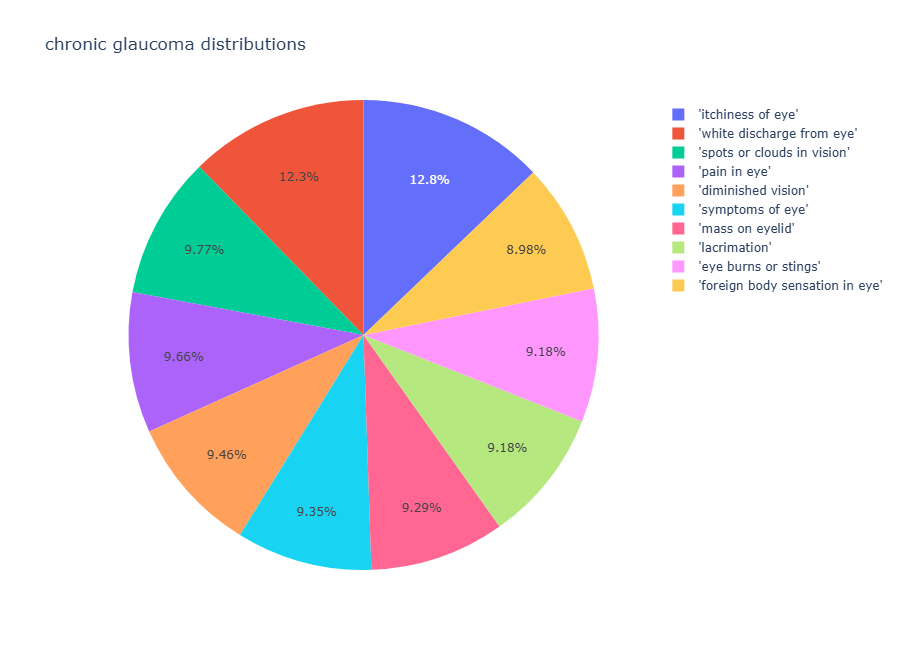 chronic glaucoma distributions
12.8%
12.3%
9.77%
8.98%
9.66%
9.18%
9.46%
9.18%
9.35%
9.29%
'itchiness of eye'
'white discharge from eye'
'spots or clouds in vision'
'pain in eye'
'diminished vision'
'symptoms of eye'
'mass on eyelid'
'lacrimation'
'eye burns or stings'
'foreign body sensation in eye'